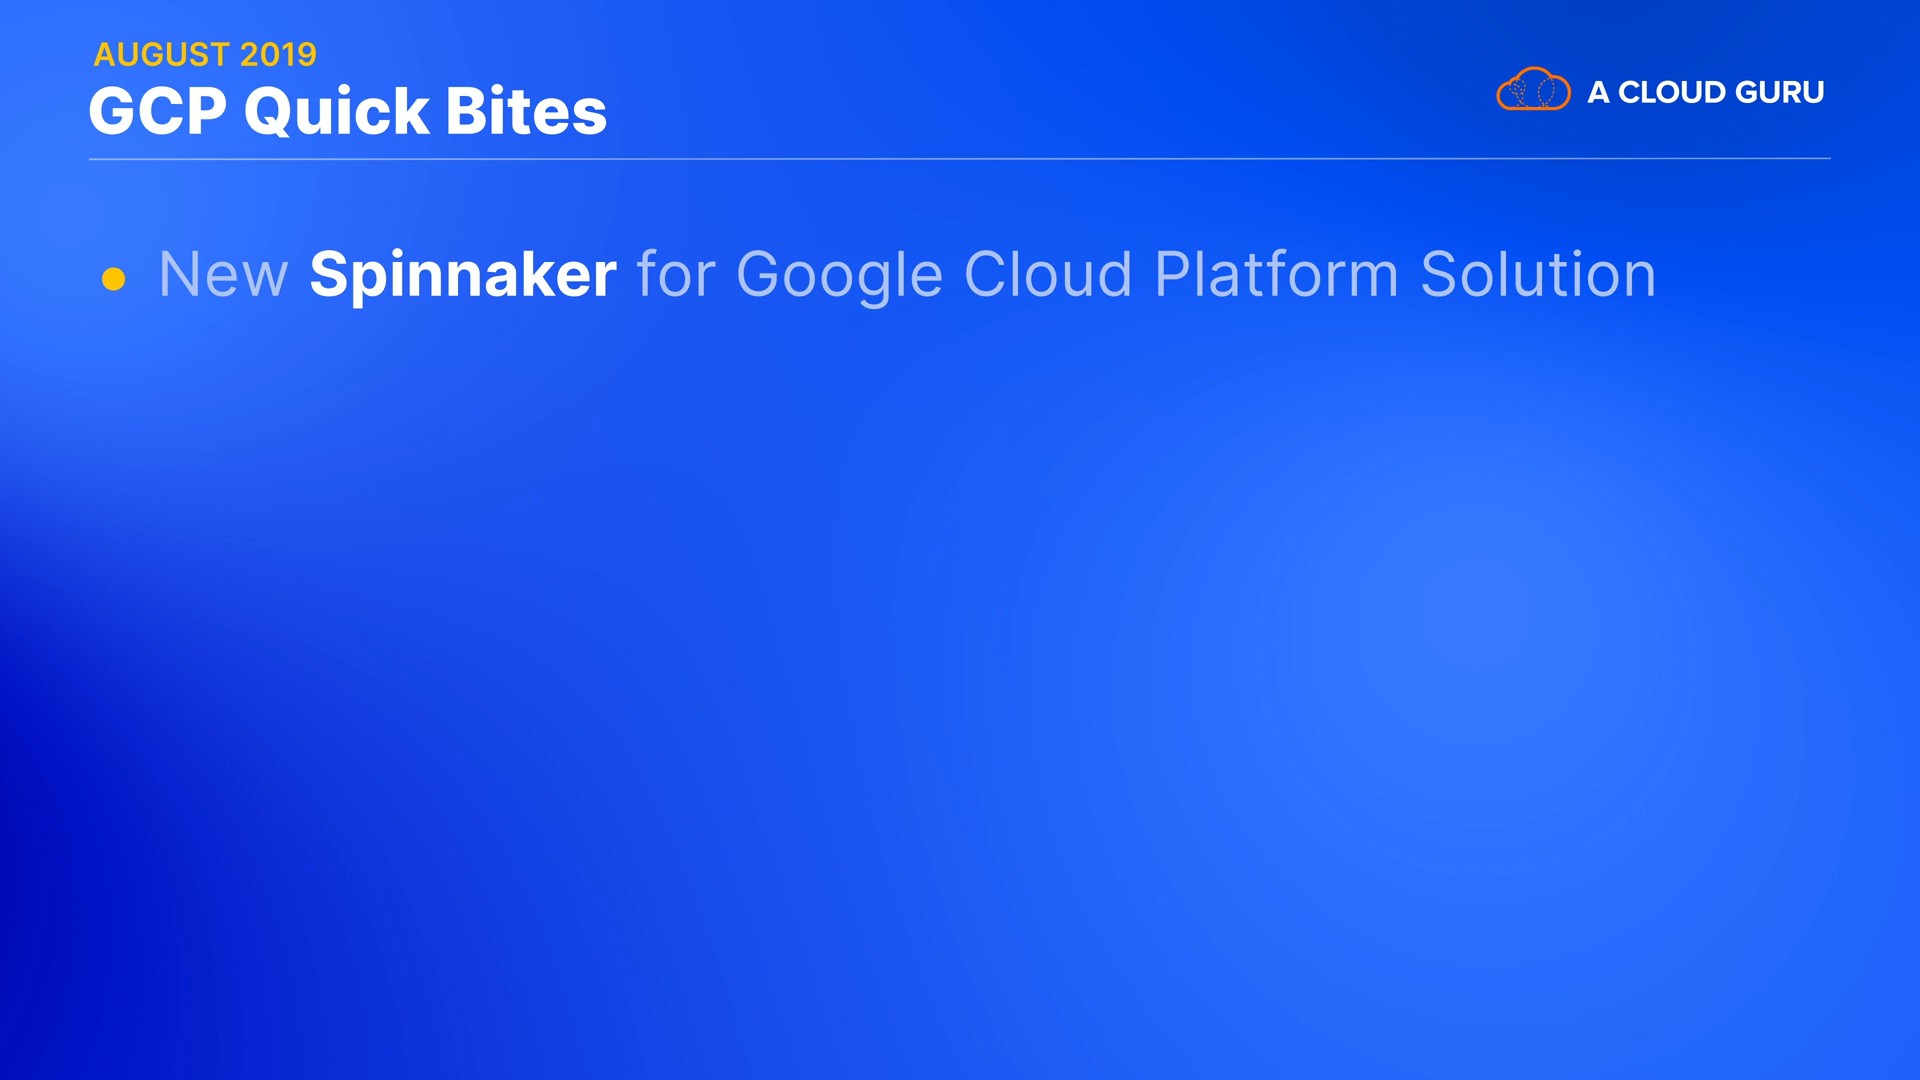 AUGUST 2019
GCP Quick Bites
A CLOUD GURU
New Spinnaker for Google Cloud Platform Solution